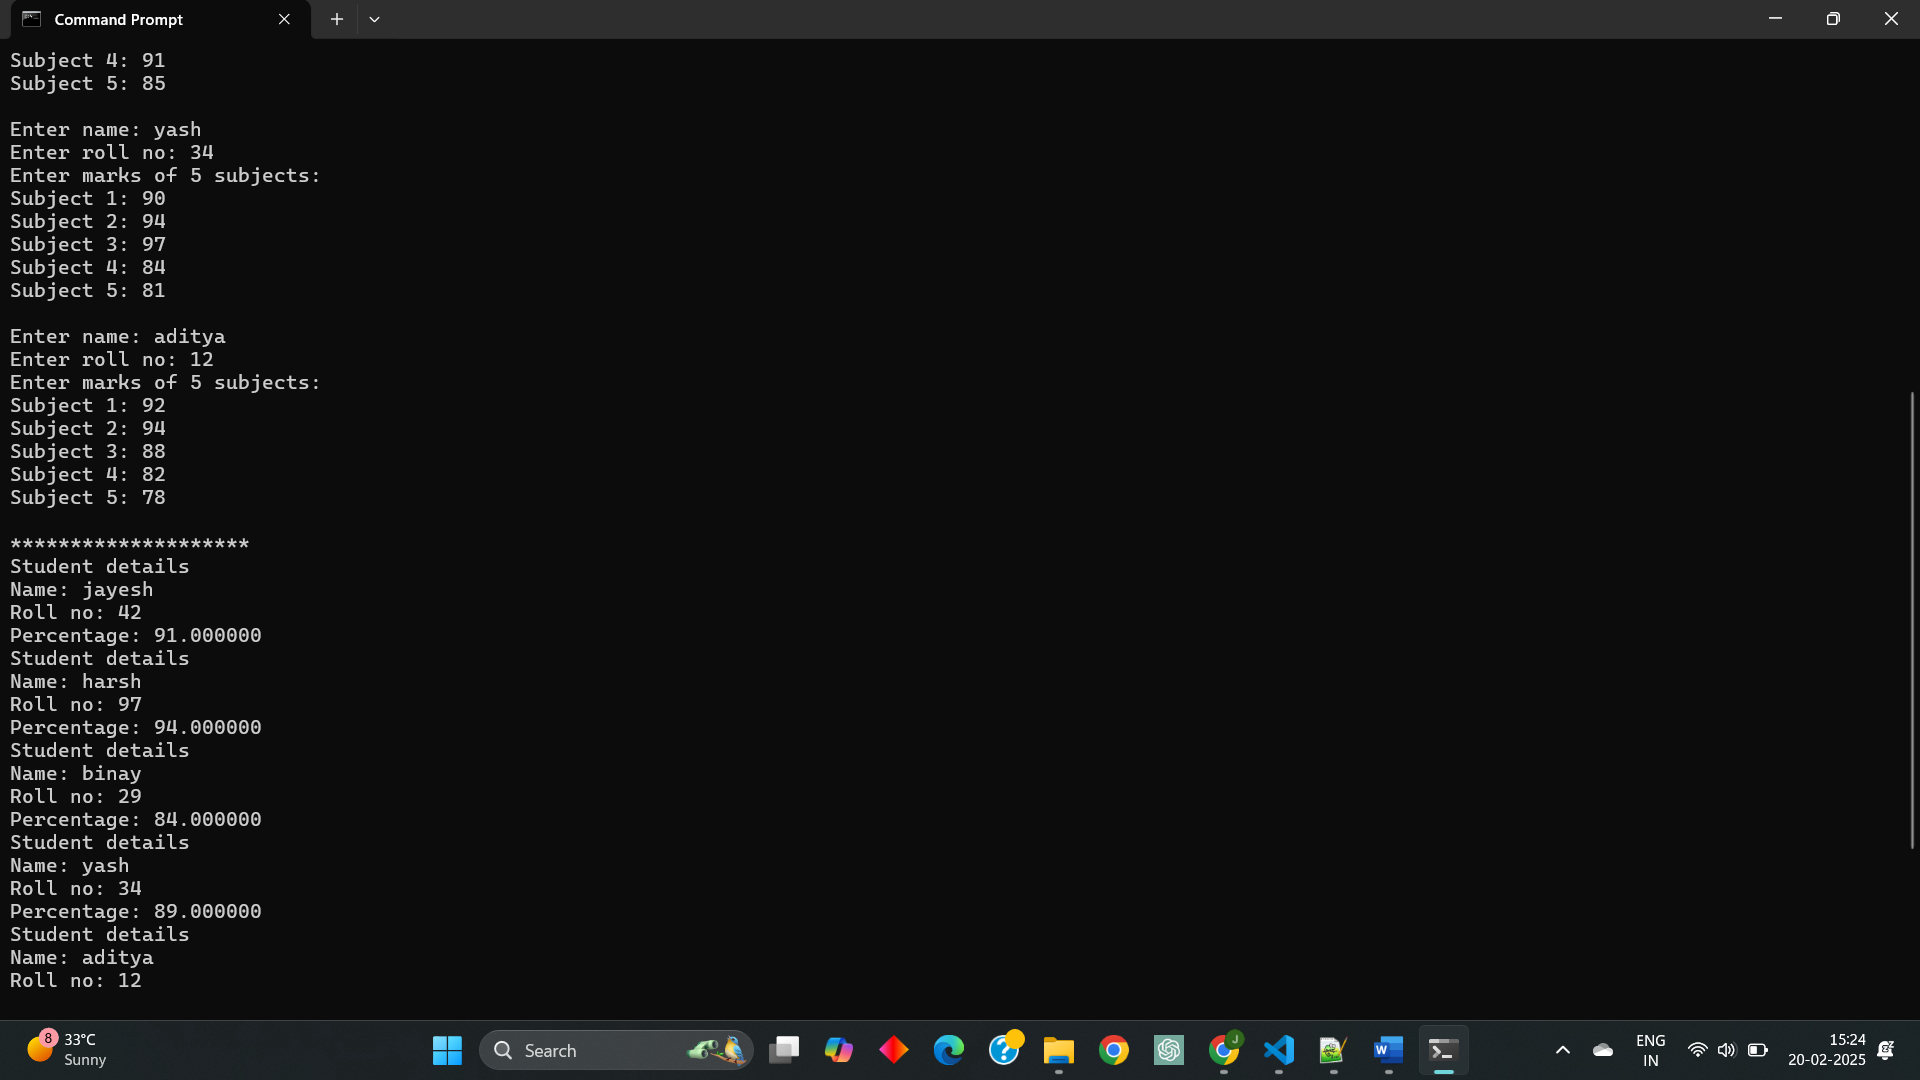 Command Prompt
Subject 4: 91
Subject 5: 85
Enter name: yash
Enter roll no: 34
Enter marks of 5 subjects:
Subject 1: 90
Subject 2: 94
Subject 3: 97
Subject 4: 84
Subject 5: 81
Enter name: aditya
Enter roll no: 12
Enter marks of 5 subjects:
Subject 1: 92
Subject 2: 94
Subject 3: 88
Subject 4: 82
Subject 5: 78
********************
Student details
Name: jayesh
Roll no: 42
Percentage: 91.000000
Student details
Name: harsh
Roll no: 97
Percentage: 94.000000
Student details
Name: binay
Roll no: 29
Percentage: 84.000000
Student details
Name: yash
Roll no: 34
Percentage: 89.000000
Student details
Name: aditya
Roll no: 12
8
33°C
Sunny
Search
J
W
ENG
IN
15:24
20-02-2025